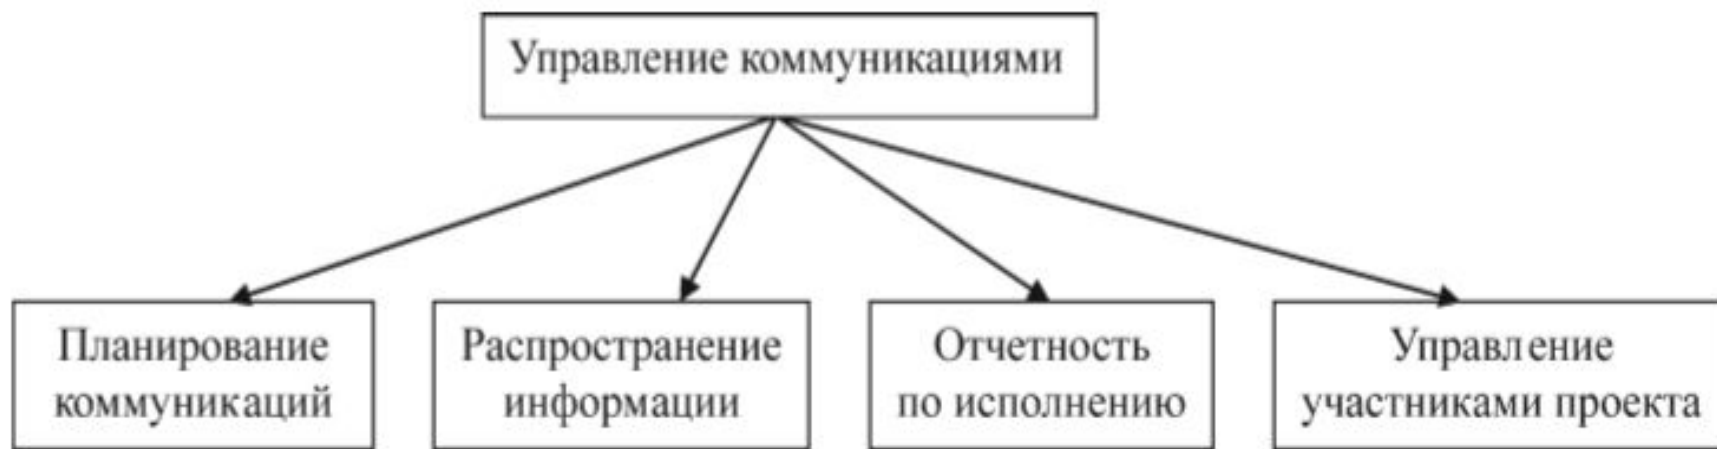 Управление коммуникациями
Планирование
коммуникаций
Распространение
информации
Отчетность
по исполнению
Управление
участниками проекта